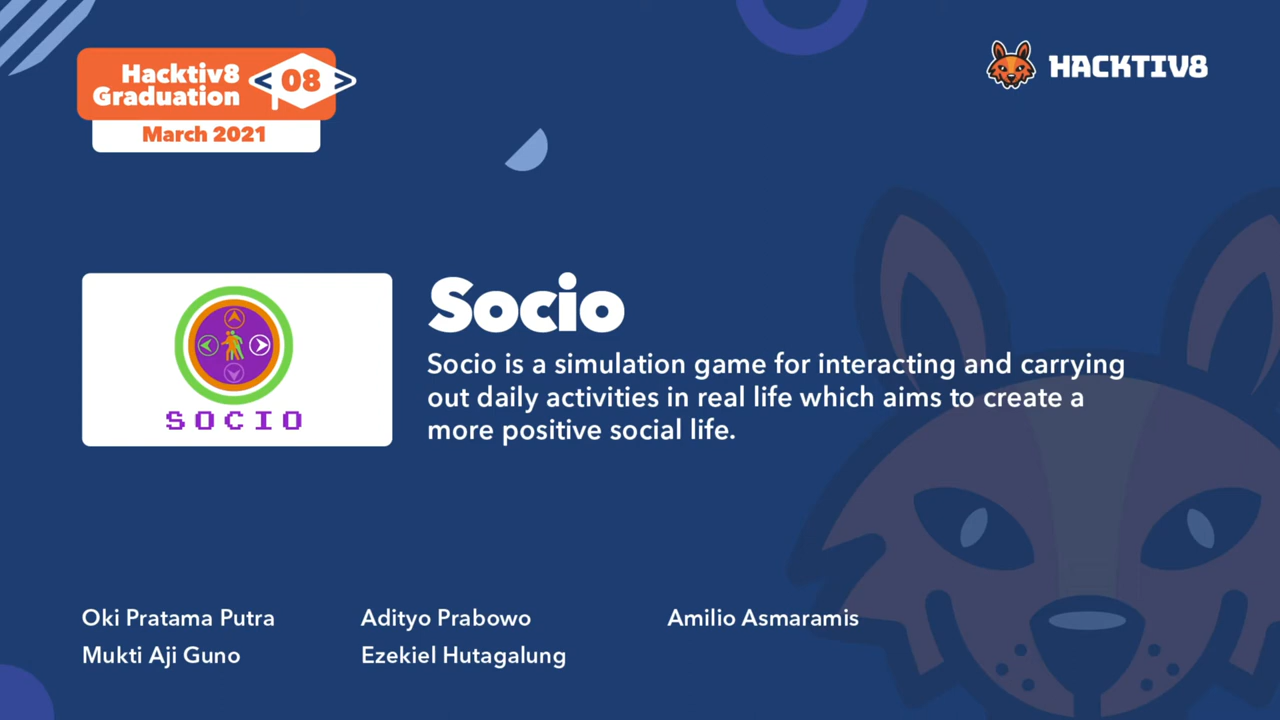 Hacktiv8
Graduation
<08>
March 2021
HACKTIV8
SOCIO
Socio
Socio is a simulation game for interacting and carrying
out daily activities in real life which aims to create a
more positive social life.
Oki Pratama Putra
Adityo Prabowo
Amilio Asmaramis
Mukti Aji Guno
Ezekiel Hutagalung